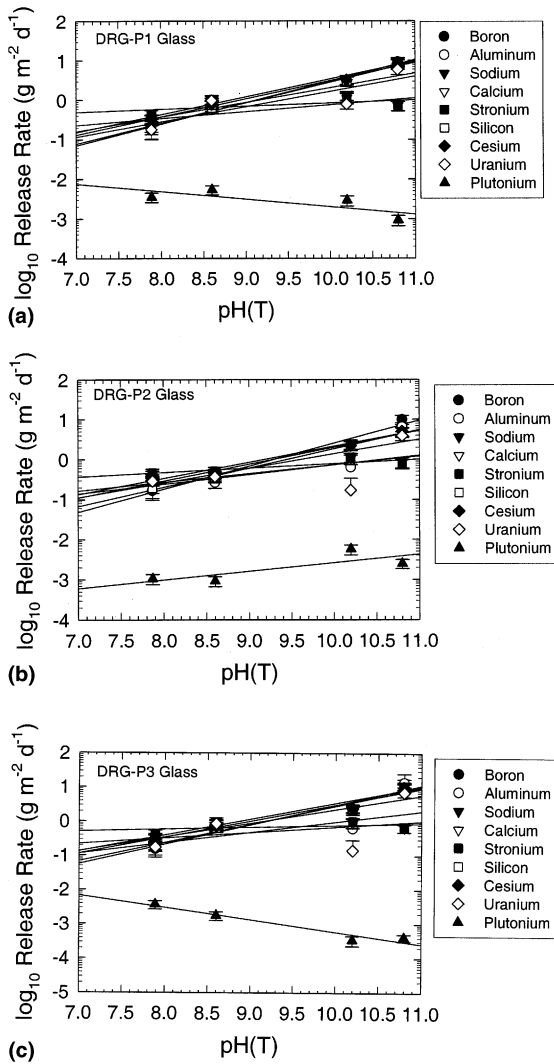 DRG-P1 Glass
2
1
0
-1
-2
-3
-4
7.0 7.5 8.0 8.5 9.0 9.5 10.0 10.5 11.0
log10 Release Rate (g m-2 d-1)
pH(T)
(a)
Boron
Aluminum
Sodium
Calcium
Stronium
Silicon
Cesium
Uranium
Plutonium
DRG-P2 Glass
2
1
0
-1
-2
-3
-4
7.0 7.5 8.0 8.5 9.0 9.5 10.0 10.5 11.0
log10 Release Rate (g m-2 d-1)
pH(T)
(b)
Boron
Aluminum
Sodium
Calcium
Stronium
Silicon
Cesium
Uranium
Plutonium
DRG-P3 Glass
2
1
0
-1
-2
-3
-4
-5
7.0 7.5 8.0 8.5 9.0 9.5 10.0 10.5 11.0
log10 Release Rate (g m-2 d-1)
pH(T)
(c)
Boron
Aluminum
Sodium
Calcium
Stronium
Silicon
Cesium
Uranium
Plutonium